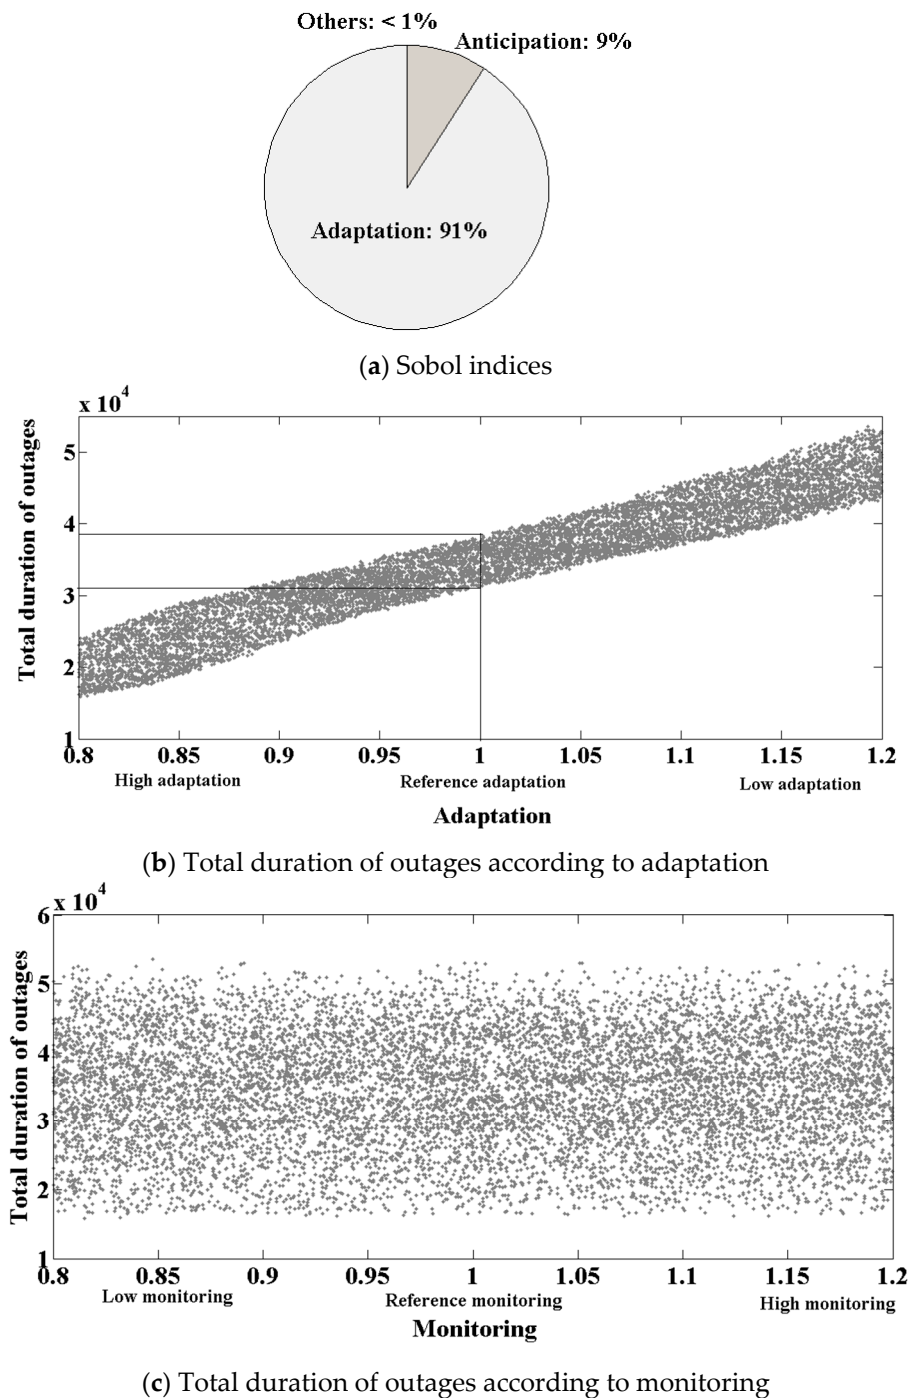 Others: < 1%
Anticipation: 9%
Adaptation: 91%
(a) Sobol indices
x 10^4
Total duration of outages
5
4
3
2
1
0.8 0.85 0.9 0.95 1 1.05 1.1 1.15 1.2
High adaptation Reference adaptation Low adaptation
Adaptation
(b) Total duration of outages according to adaptation
x 10^4
Total duration of outages
6
5
4
3
2
1
0.8 0.85 0.9 0.95 1 1.05 1.1 1.15 1.2
Low monitoring Reference monitoring High monitoring
Monitoring
(c) Total duration of outages according to monitoring